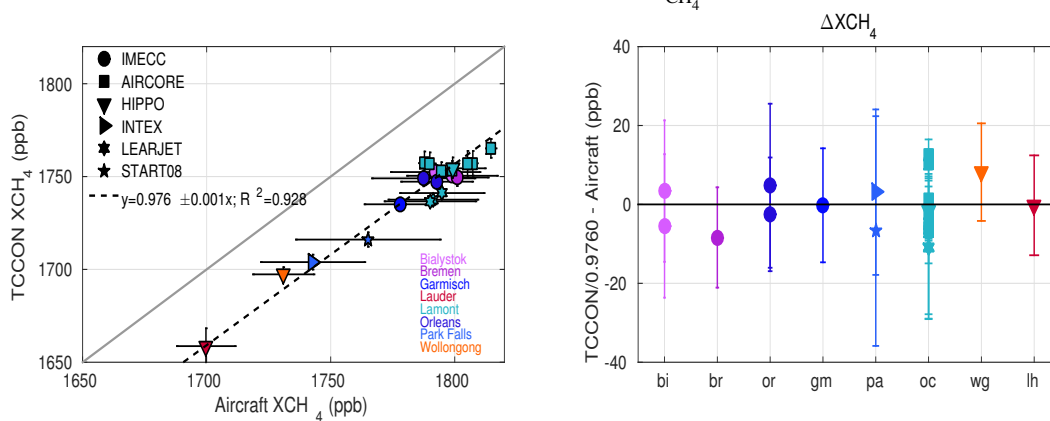 CH4
ΔXCH4
1800
1750
1700
1650
TCCON XCH4 (ppb)
IMECC
AIRCORE
HIPPO
INTEX
LEARJET
START08
y=0.976 ±0.001x; R 2=0.928
Bialystok
Bremen
Garmisch
Lauder
Lamont
Orleans
Park Falls
Wollongong
1650 1700 1750 1800
Aircraft XCH 4 (ppb)
40
20
0
-20
-40
TCCON/0.9760 - Aircraft (ppb)
bi br or gm pa oc wg lh